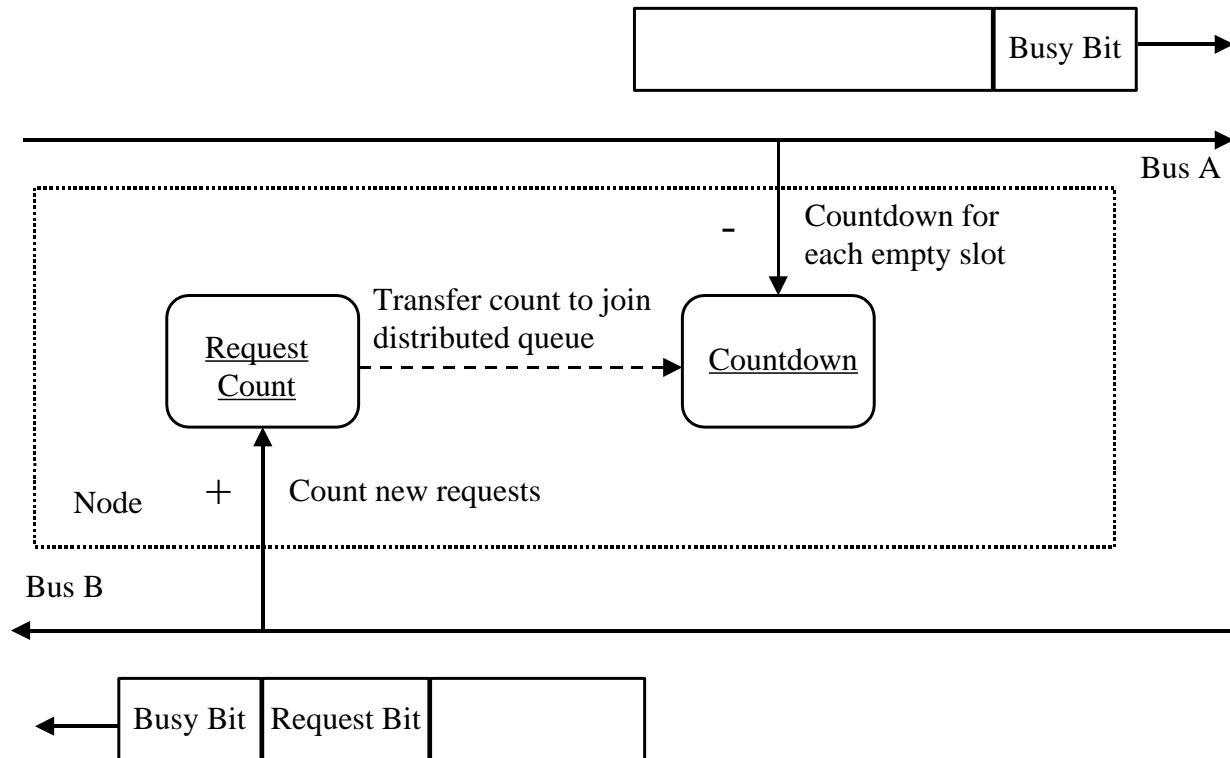 Busy Bit
Bus A
- Countdown for
each empty slot
Transfer count to join
distributed queue
Request
Count
Countdown
Node + Count new requests
Bus B
Busy Bit Request Bit